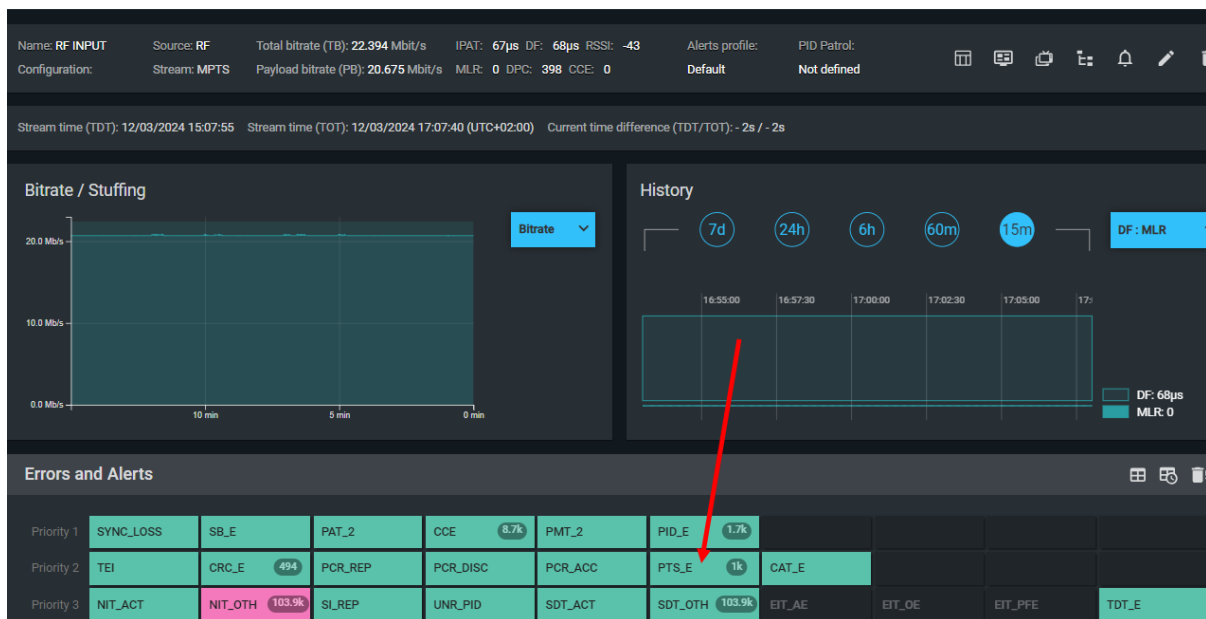 Name: RF INPUT Source: RF Total bitrate (TB): 22.394 Mbit/s IPAT: 67µs DF: 68µs RSSI: -43 Alerts profile: PID Patrol:
Configuration: Stream: MPTS Payload bitrate (PB): 20.675 Mbit/s MLR: 0 DPC: 398 CCE: 0 Default Not defined
Stream time (TDT): 12/03/2024 15:07:55 Stream time (TOT): 12/03/2024 17:07:40 (UTC+02:00) Current time difference (TDT/TOT): - 2s / - 2s
Bitrate / Stuffing
Bitrate
20.0 Mb/s
10.0 Mb/s
0.0 Mb/s
10 min 5 min 0 min
History
7d 24h 6h 60m 15m DF : MLR
16:55:00 16:57:30 17:00:00 17:02:30 17:05:00
DF: 68µs
MLR: 0
Errors and Alerts
Priority 1 SYNC_LOSS SB_E PAT_2 CCE 8.7k PMT_2 PID_E 1.7k
Priority 2 TEI CRC_E 494 PCR_REP PCR_DISC PCR_ACC PTS_E 1k CAT_E
Priority 3 NIT_ACT NIT_OTH 103.9k SI_REP UNR_PID SDT_ACT SDT_OTH 103.9k EIT_AE EIT_OE EIT_PFE TDT_E